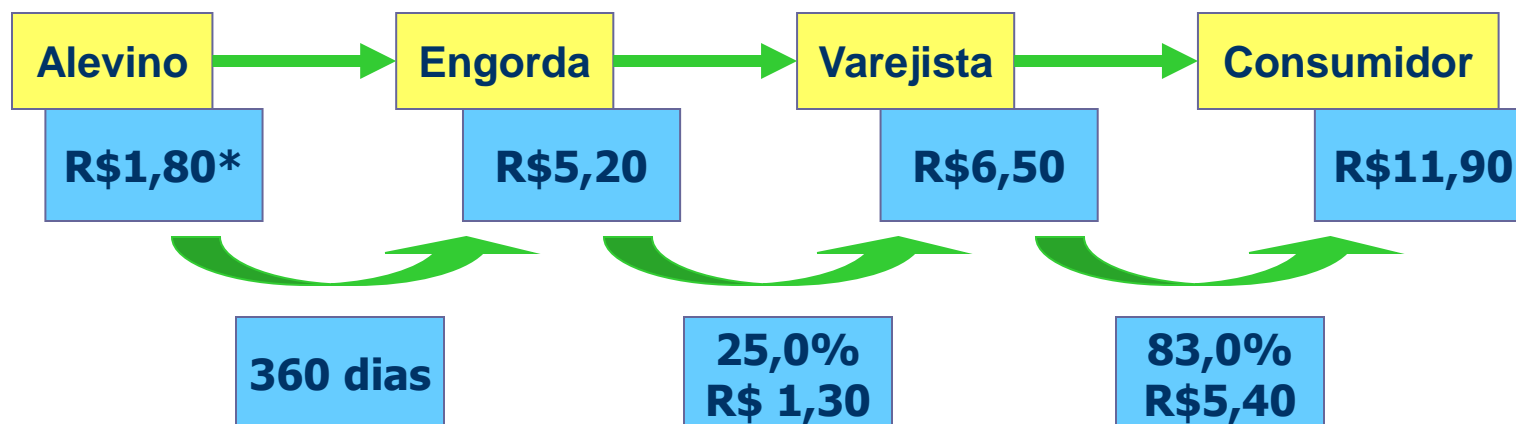 Alevino
Engorda
Varejista
Consumidor
R$1,80*
R$5,20
R$6,50
R$11,90
360 dias
25,0%
R$ 1,30
83,0%
R$5,40